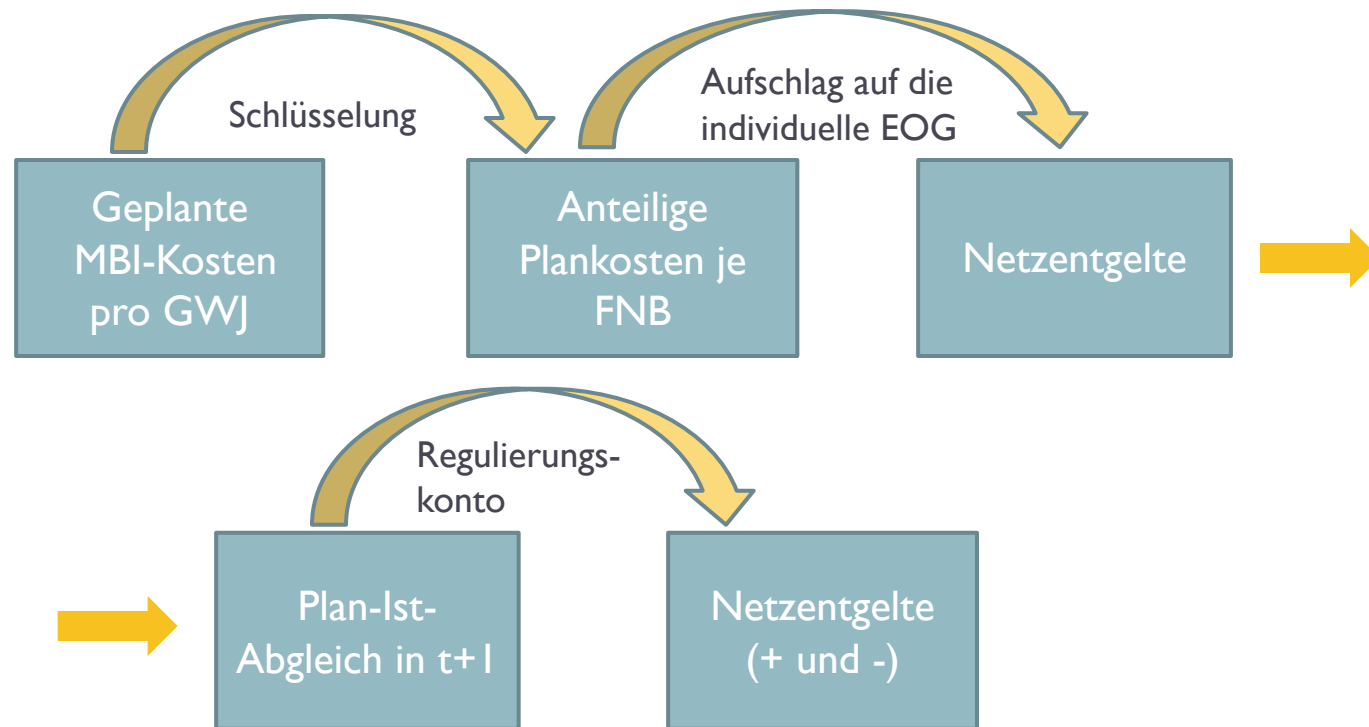 Schlüsselung
Aufschlag auf die
individuelle EOG
Geplante
MBI-Kosten
pro GWJ
Anteilige
Plankosten je
FNB
Netzentgelte
Regulierungs-
konto
Plan-Ist-
Abgleich in t+1
Netzentgelte
(+ und -)